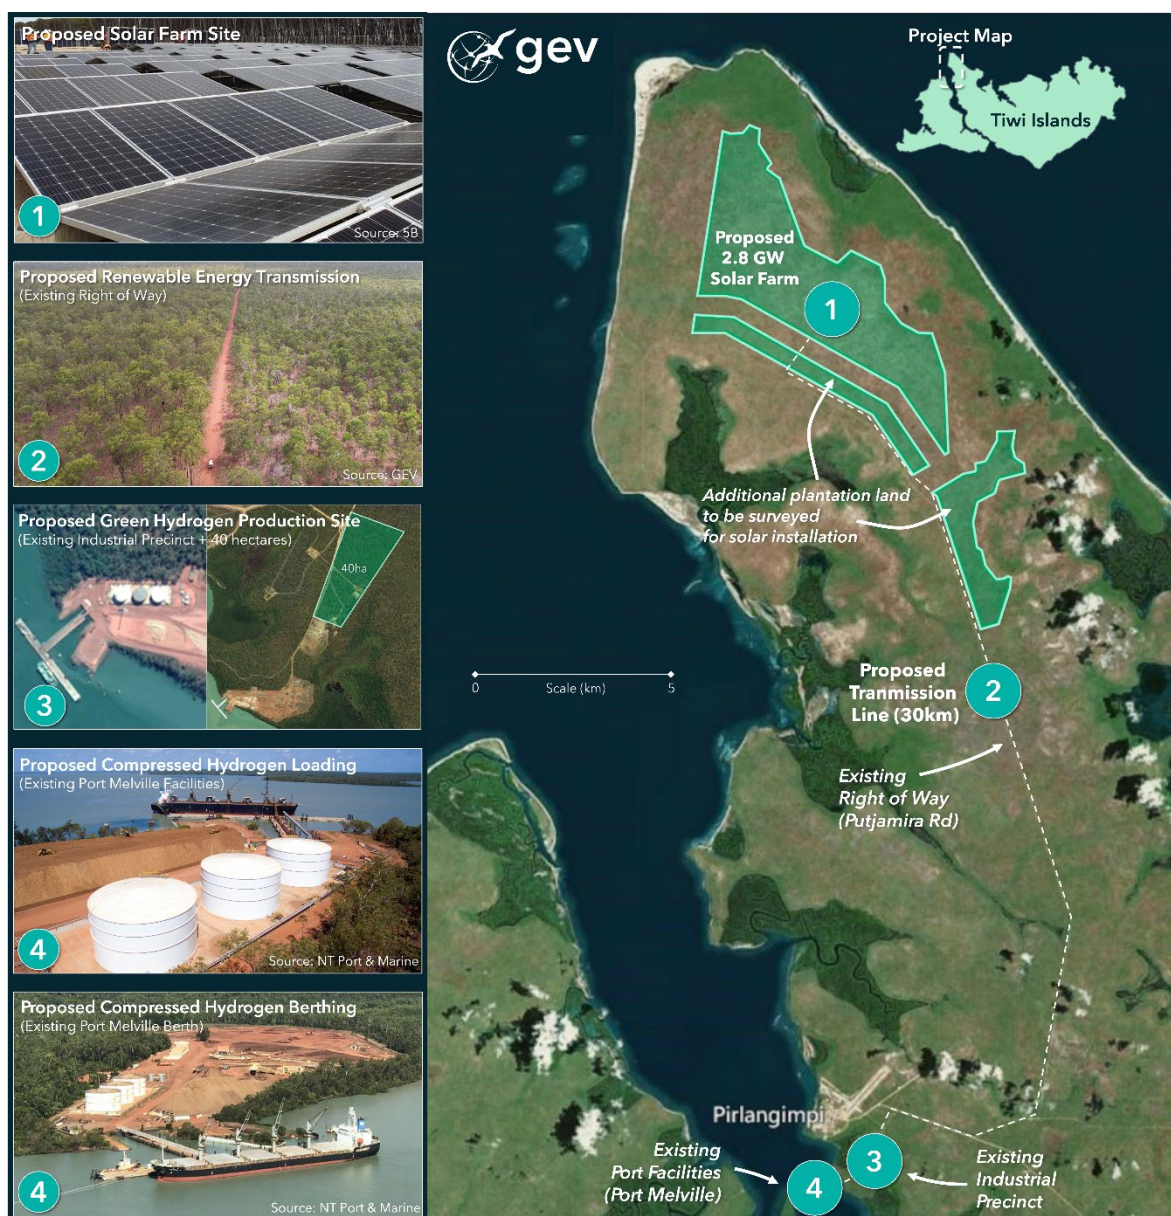 Proposed Solar Farm Site
1
Source: 5B
Proposed Renewable Energy Transmission
(Existing Right of Way)
2
Source: GEV
Proposed Green Hydrogen Production Site
(Existing Industrial Precinct + 40 hectares)
40ha
3
Proposed Compressed Hydrogen Loading
(Existing Port Melville Facilities)
4
Source: NT Port & Marine
Proposed Compressed Hydrogen Berthing
(Existing Port Melville Berth)
4
Source: NT Port & Marine
gev
Project Map
Tiwi Islands
Proposed
2.8 GW
Solar Farm
1
Additional plantation land
to be surveyed
for solar installation
0 Scale (km) 5
Proposed
Tranmission
Line (30km)
2
Existing
Right of Way
(Putjamira Rd)
Pirlangimpi
Existing
Port Facilities
(Port Melville)
4
3
Existing
Industrial
Precinct